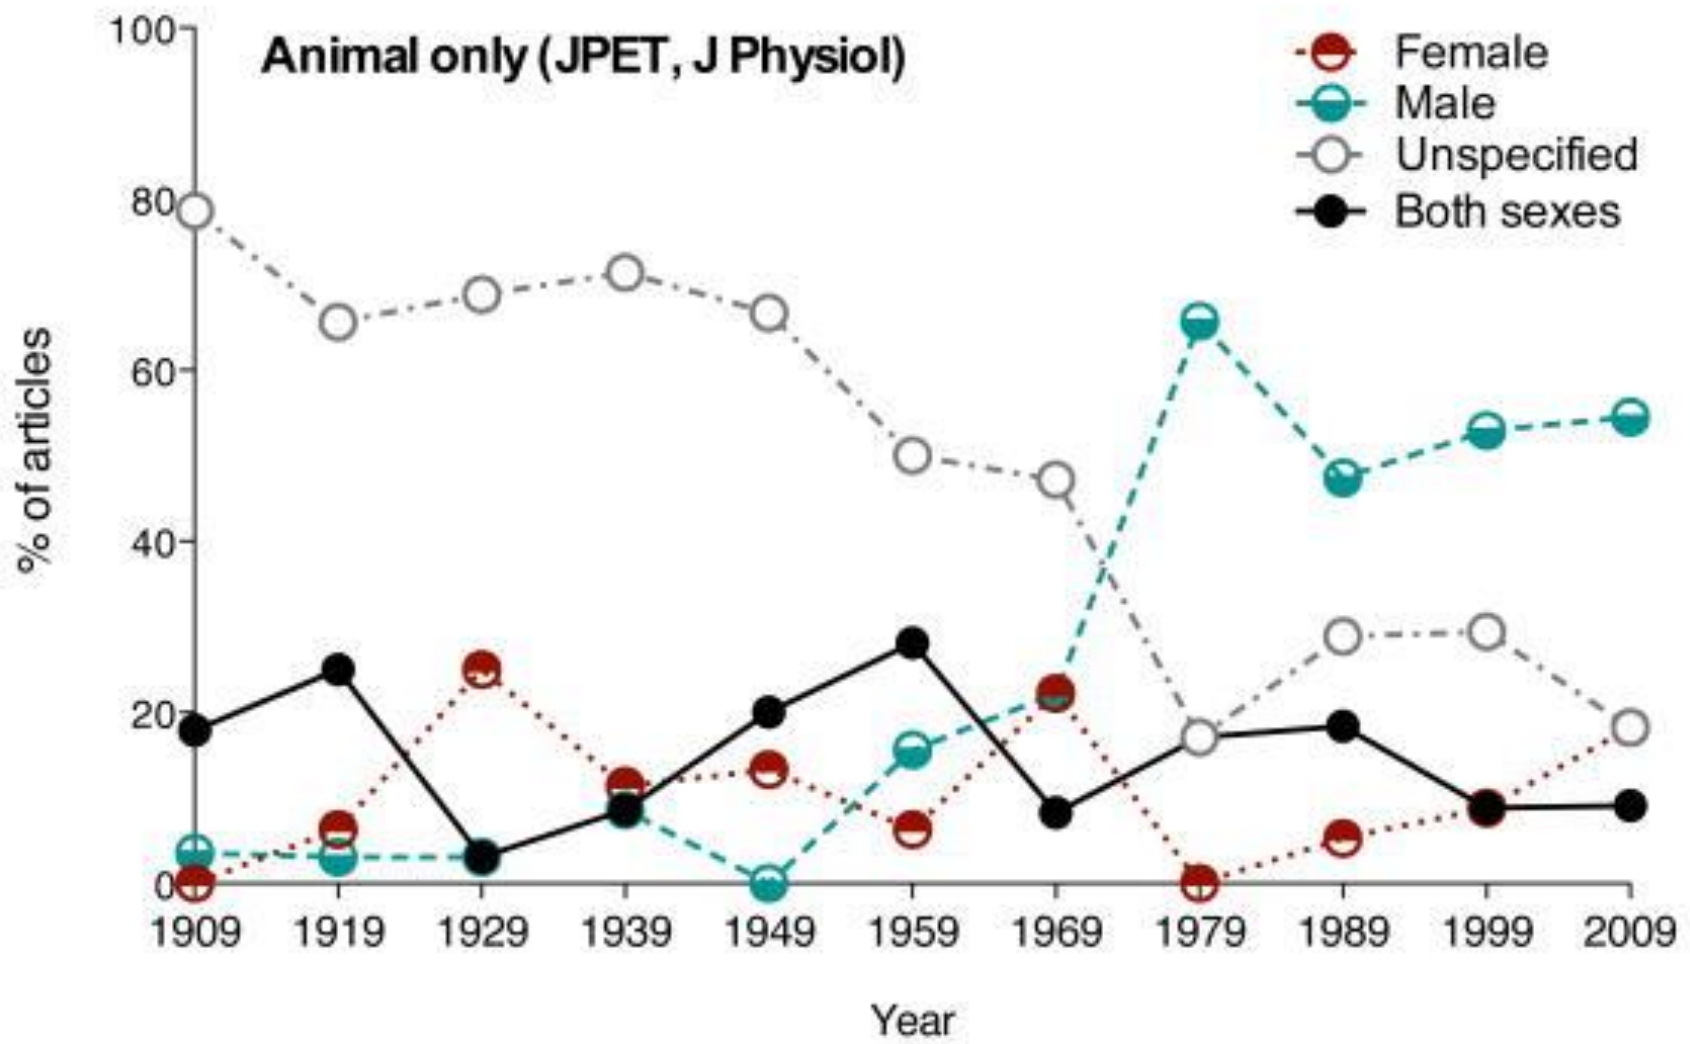 Animal only (JPET, J Physiol)
Female
Male
Unspecified
Both sexes
% of articles
100
80
60
40
20
0
1909 1919 1929 1939 1949 1959 1969 1979 1989 1999 2009
Year